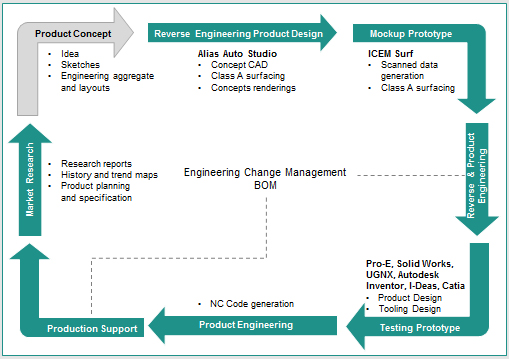 Product Concept
• Idea
• Sketches
• Engineering aggregate
and layouts
Reverse Engineering Product Design
Alias Auto Studio
• Concept CAD
• Class A surfacing
• Concepts renderings
Mockup Prototype
ICEM Surf
• Scanned data
generation
• Class A surfacing
Reverse & Product
Engineering
Market Research
• Research reports
• History and trend maps
• Product planning
and specification
Engineering Change Management
BOM
Pro-E, Solid Works,
UGNX, Autodesk
Inventor, I-Deas, Catia
• Product Design
• Tooling Design
Testing Prototype
• NC Code generation
Product Engineering
Production Support